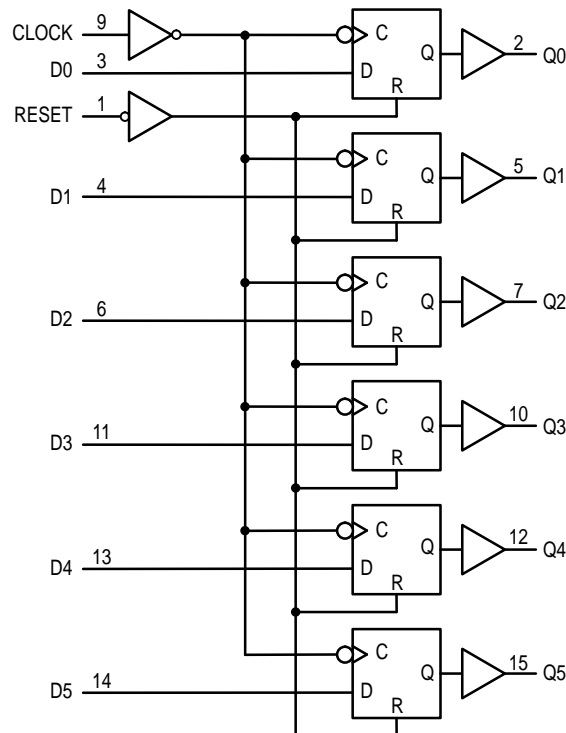 CLOCK 9 C Q 2 Q0
D0 3 D
R
RESET 1
C Q 5 Q1
D1 4 D
R
C Q 7 Q2
D2 6 D
R
C Q 10 Q3
D3 11 D
R
C Q 12 Q4
D4 13 D
R
C Q 15 Q5
D5 14 D
R